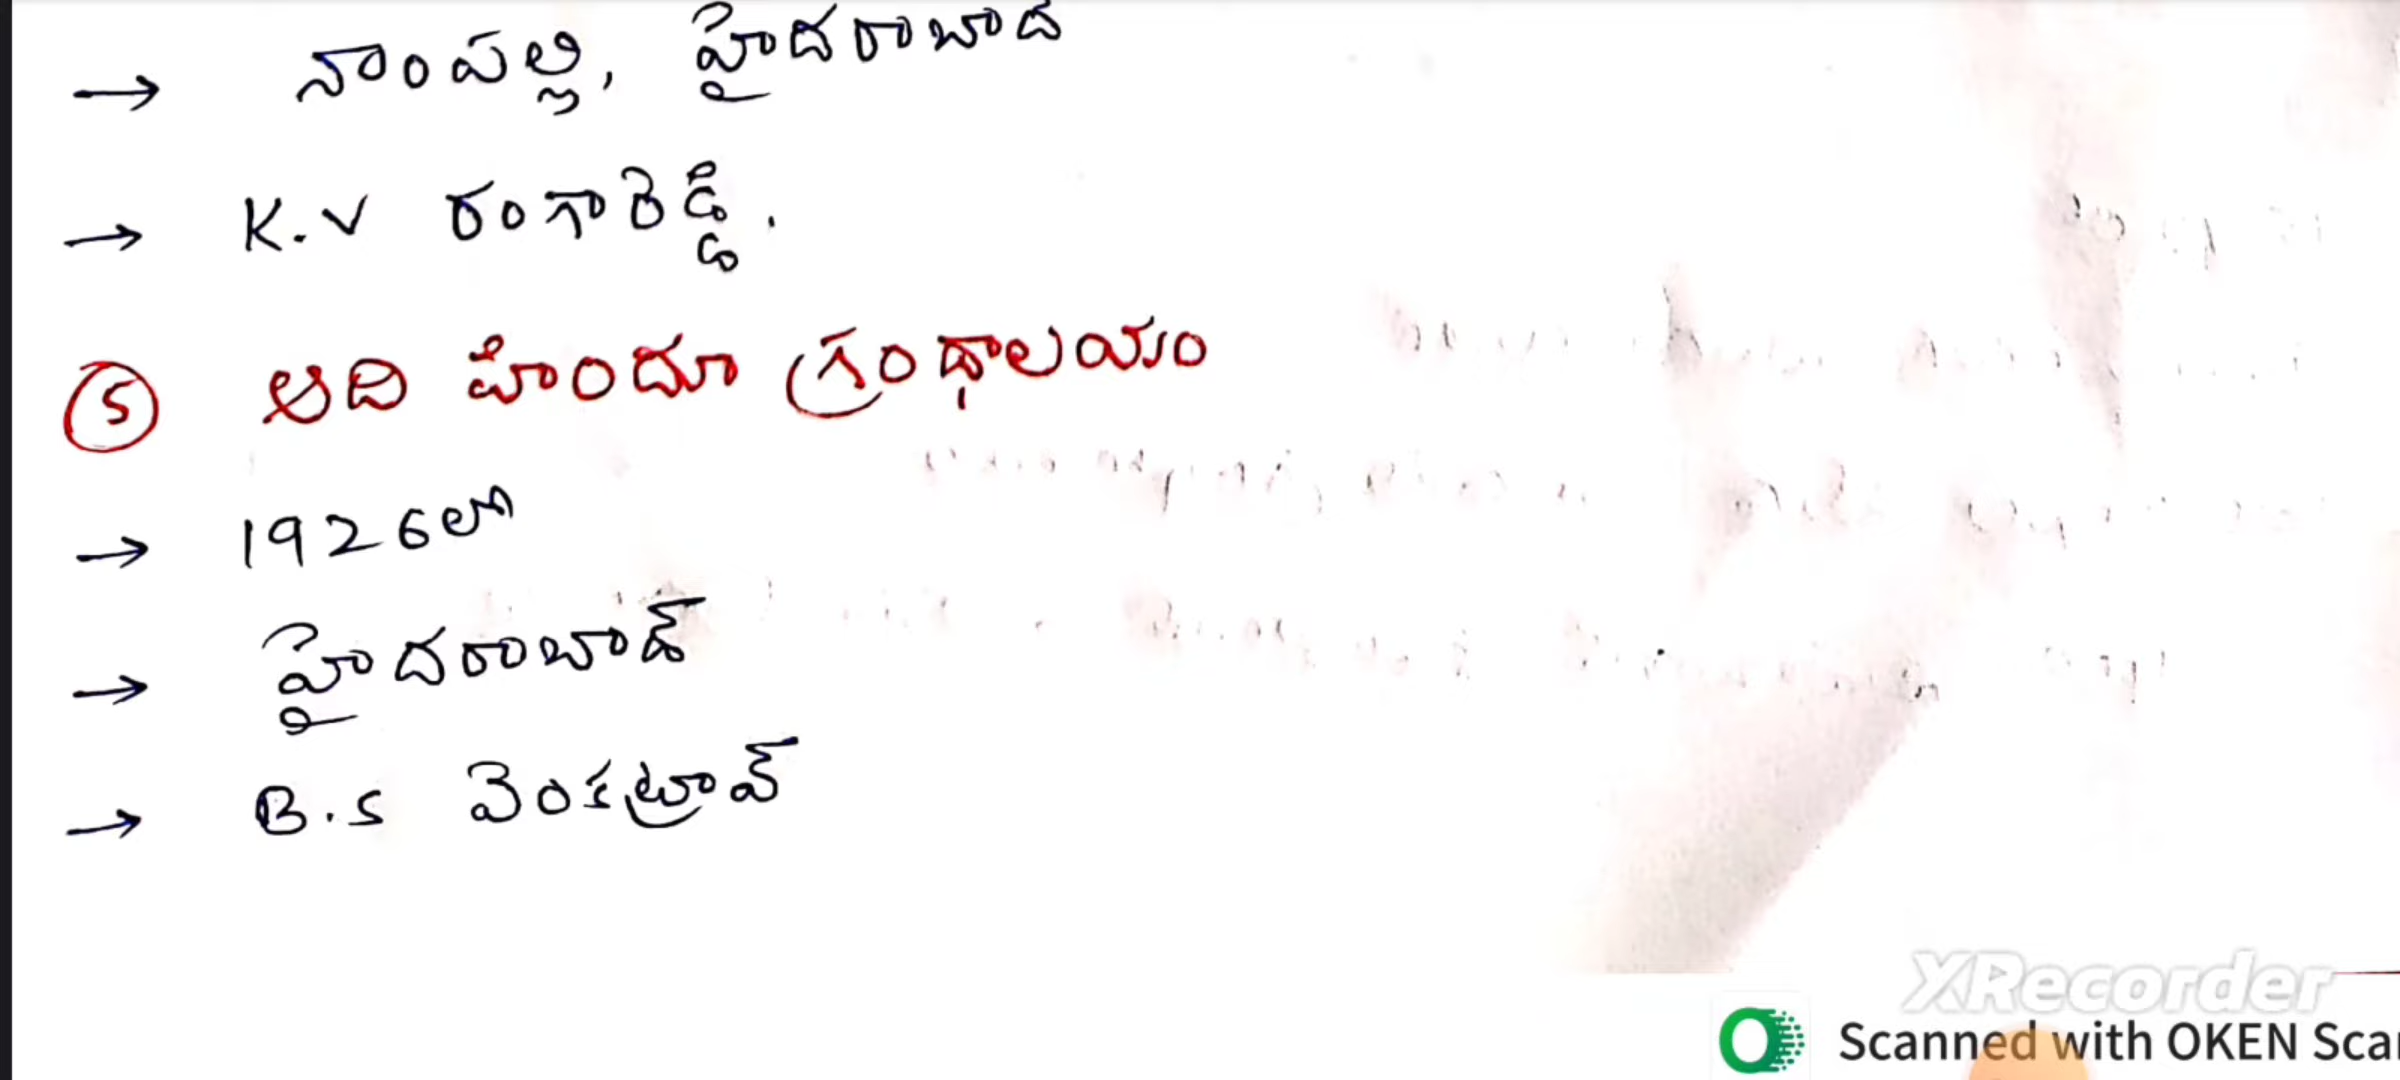 → నాంపల్లి, హైదరాబాద
→ K.V రంగారెడ్డి.
⑤ ఆది హిందూ గ్రంథాలయం
→ 1926లో
→ హైదరాబాద్
→ B.S వెంకట్రావ్
XRecorder
Scanned with OKEN Scan